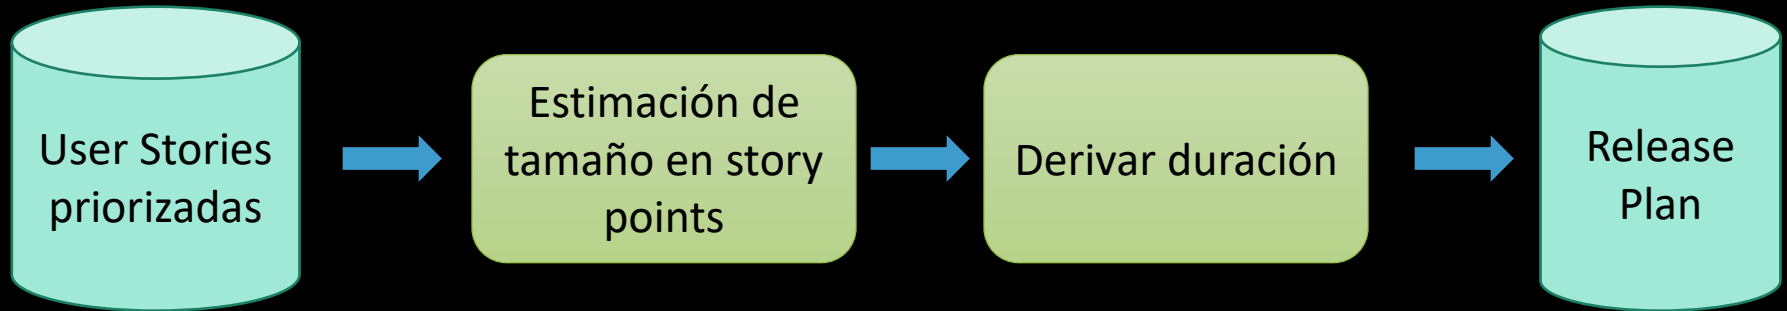 User Stories
priorizadas
Estimación de
tamaño en story
points
Derivar duración
Release
Plan